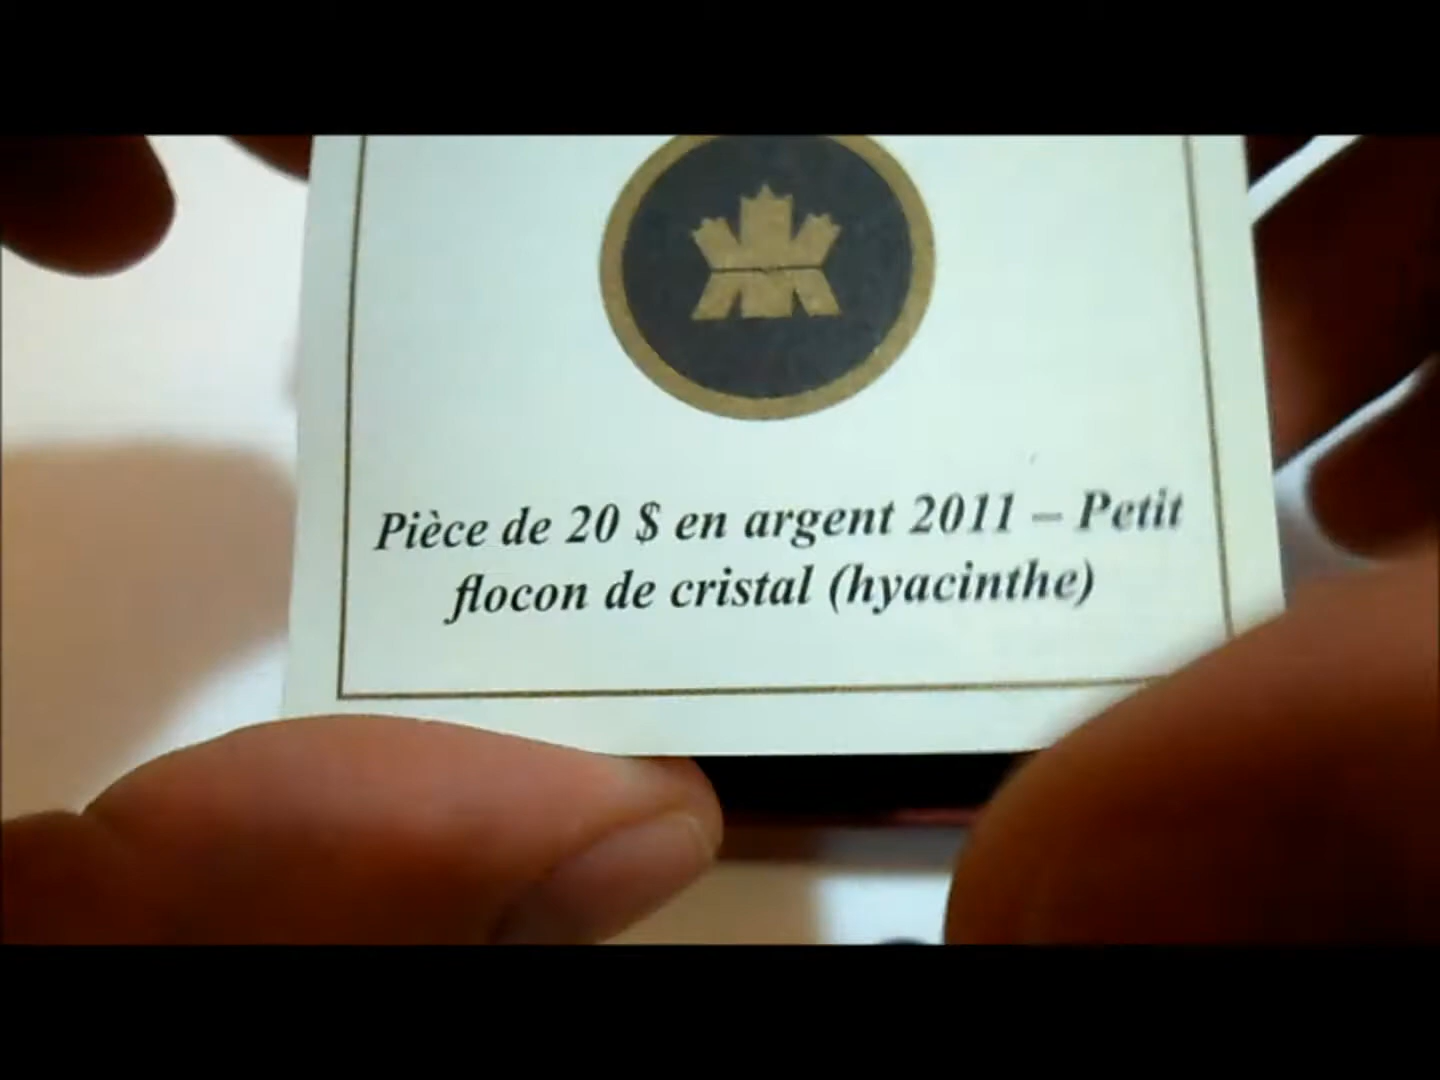 Pièce de 20 $ en argent 2011 – Petit
flocon de cristal (hyacinthe)